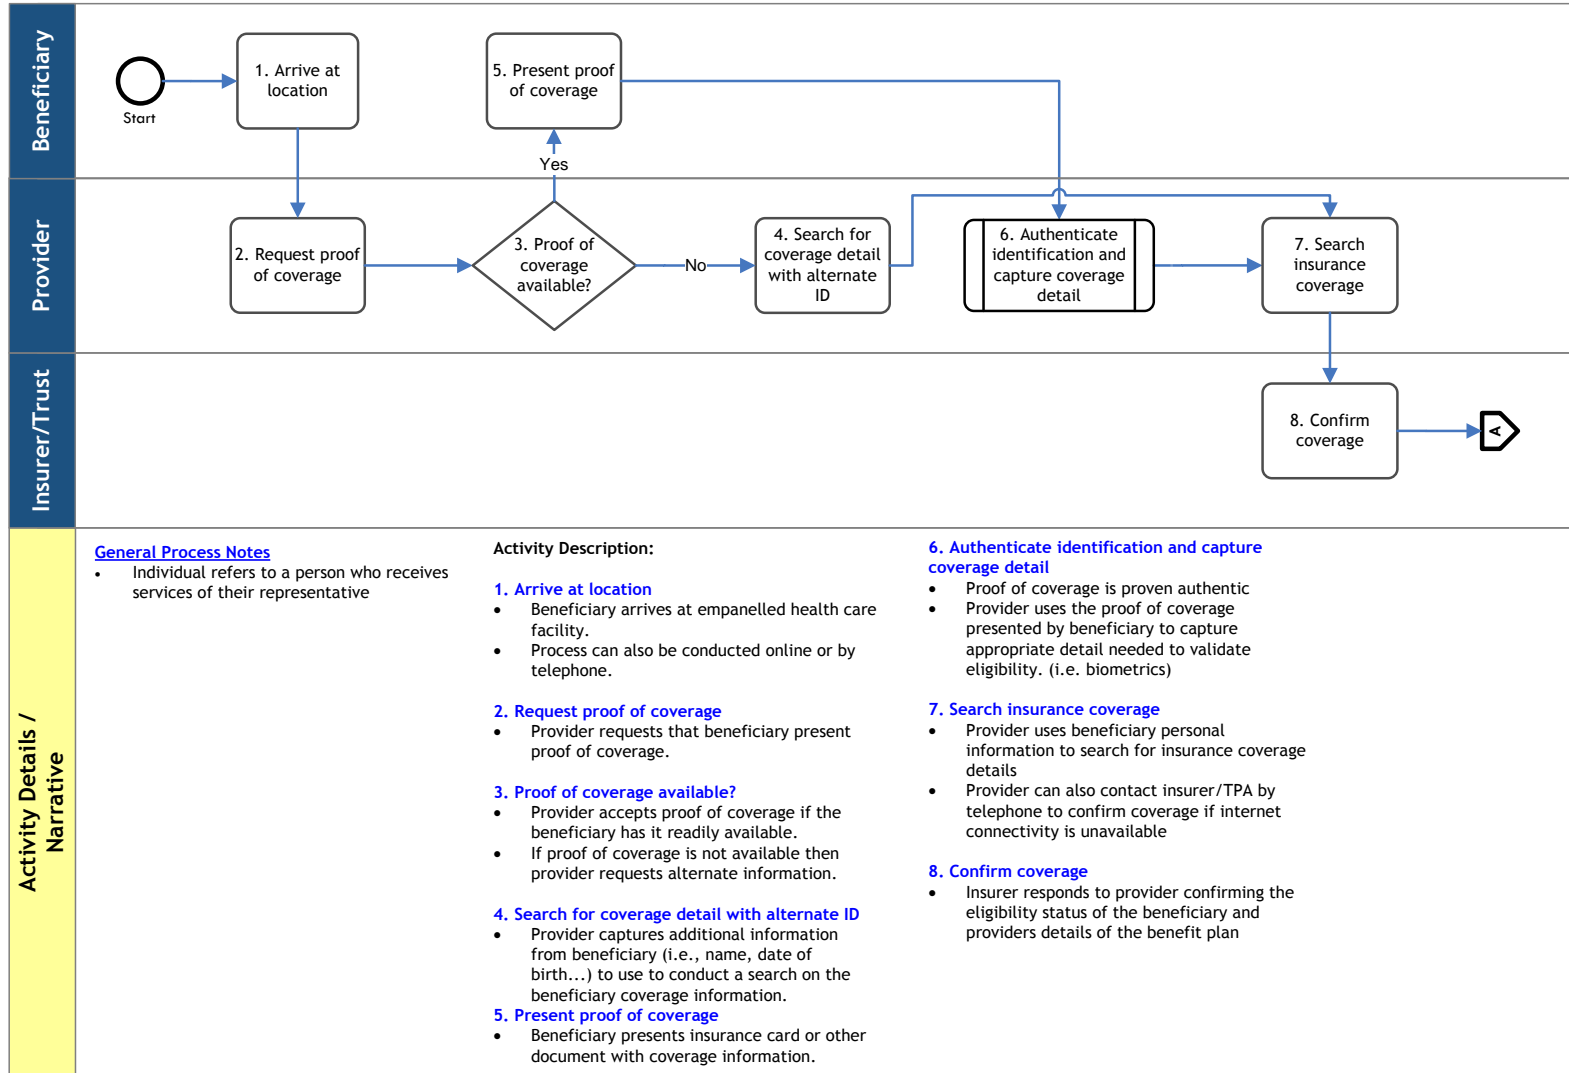 Beneficiary
Start
1. Arrive at
location
5. Present proof
of coverage
Yes
Provider
2. Request proof
of coverage
3. Proof of
coverage
available?
No
4. Search for
coverage detail
with alternate
ID
6. Authenticate
identification and
capture coverage
detail
7. Search
insurance
coverage
Insurer/Trust
8. Confirm
coverage
A
Activity Details /
Narrative
General Process Notes
• Individual refers to a person who receives
services of their representative
Activity Description:
1. Arrive at location
• Beneficiary arrives at empanelled health care
facility.
• Process can also be conducted online or by
telephone.
2. Request proof of coverage
• Provider requests that beneficiary present
proof of coverage.
3. Proof of coverage available?
• Provider accepts proof of coverage if the
beneficiary has it readily available.
• If proof of coverage is not available then
provider requests alternate information.
4. Search for coverage detail with alternate ID
• Provider captures additional information
from beneficiary (i.e., name, date of
birth...) to use to conduct a search on the
beneficiary coverage information.
5. Present proof of coverage
• Beneficiary presents insurance card or other
document with coverage information.
6. Authenticate identification and capture
coverage detail
• Proof of coverage is proven authentic
• Provider uses the proof of coverage
presented by beneficiary to capture
appropriate detail needed to validate
eligibility. (i.e. biometrics)
7. Search insurance coverage
• Provider uses beneficiary personal
information to search for insurance coverage
details
• Provider can also contact insurer/TPA by
telephone to confirm coverage if internet
connectivity is unavailable
8. Confirm coverage
• Insurer responds to provider confirming the
eligibility status of the beneficiary and
providers details of the benefit plan